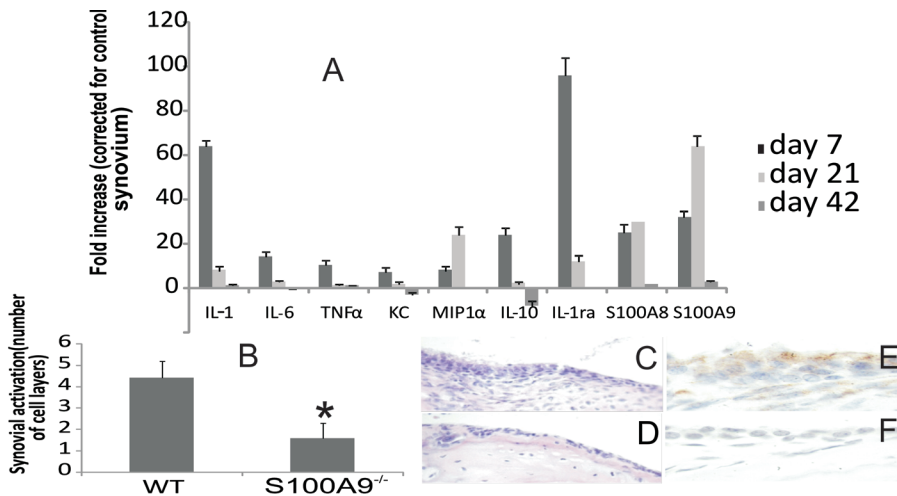 A
Fold increase (corrected for control
synovium)
120
100
80
60
40
20
0
IL-1 IL-6 TNFα KC MIP1α IL-10 IL-1ra S100A8 S100A9
day 7
day 21
day 42
B
Synovial activation(number
of cell layers)
6
5
4
3
2
1
0
*
WT S100A9-/-
C
D
E
F